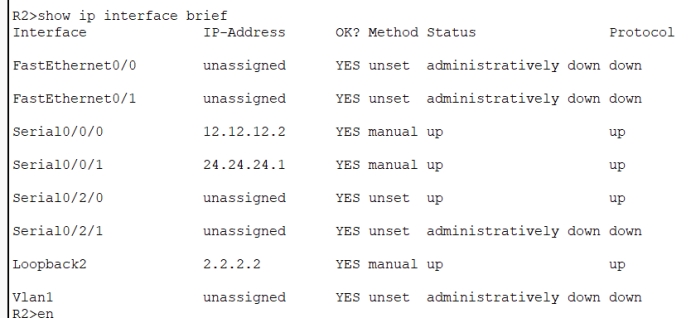 R2>show ip interface brief
Interface IP-Address OK? Method Status Protocol
FastEthernet0/0 unassigned YES unset administratively down down
FastEthernet0/1 unassigned YES unset administratively down down
Serial0/0/0 12.12.12.2 YES manual up up
Serial0/0/1 24.24.24.1 YES manual up up
Serial0/2/0 unassigned YES unset up up
Serial0/2/1 unassigned YES unset administratively down down
Loopback2 2.2.2.2 YES manual up up
Vlan1 unassigned YES unset administratively down down
R2>en